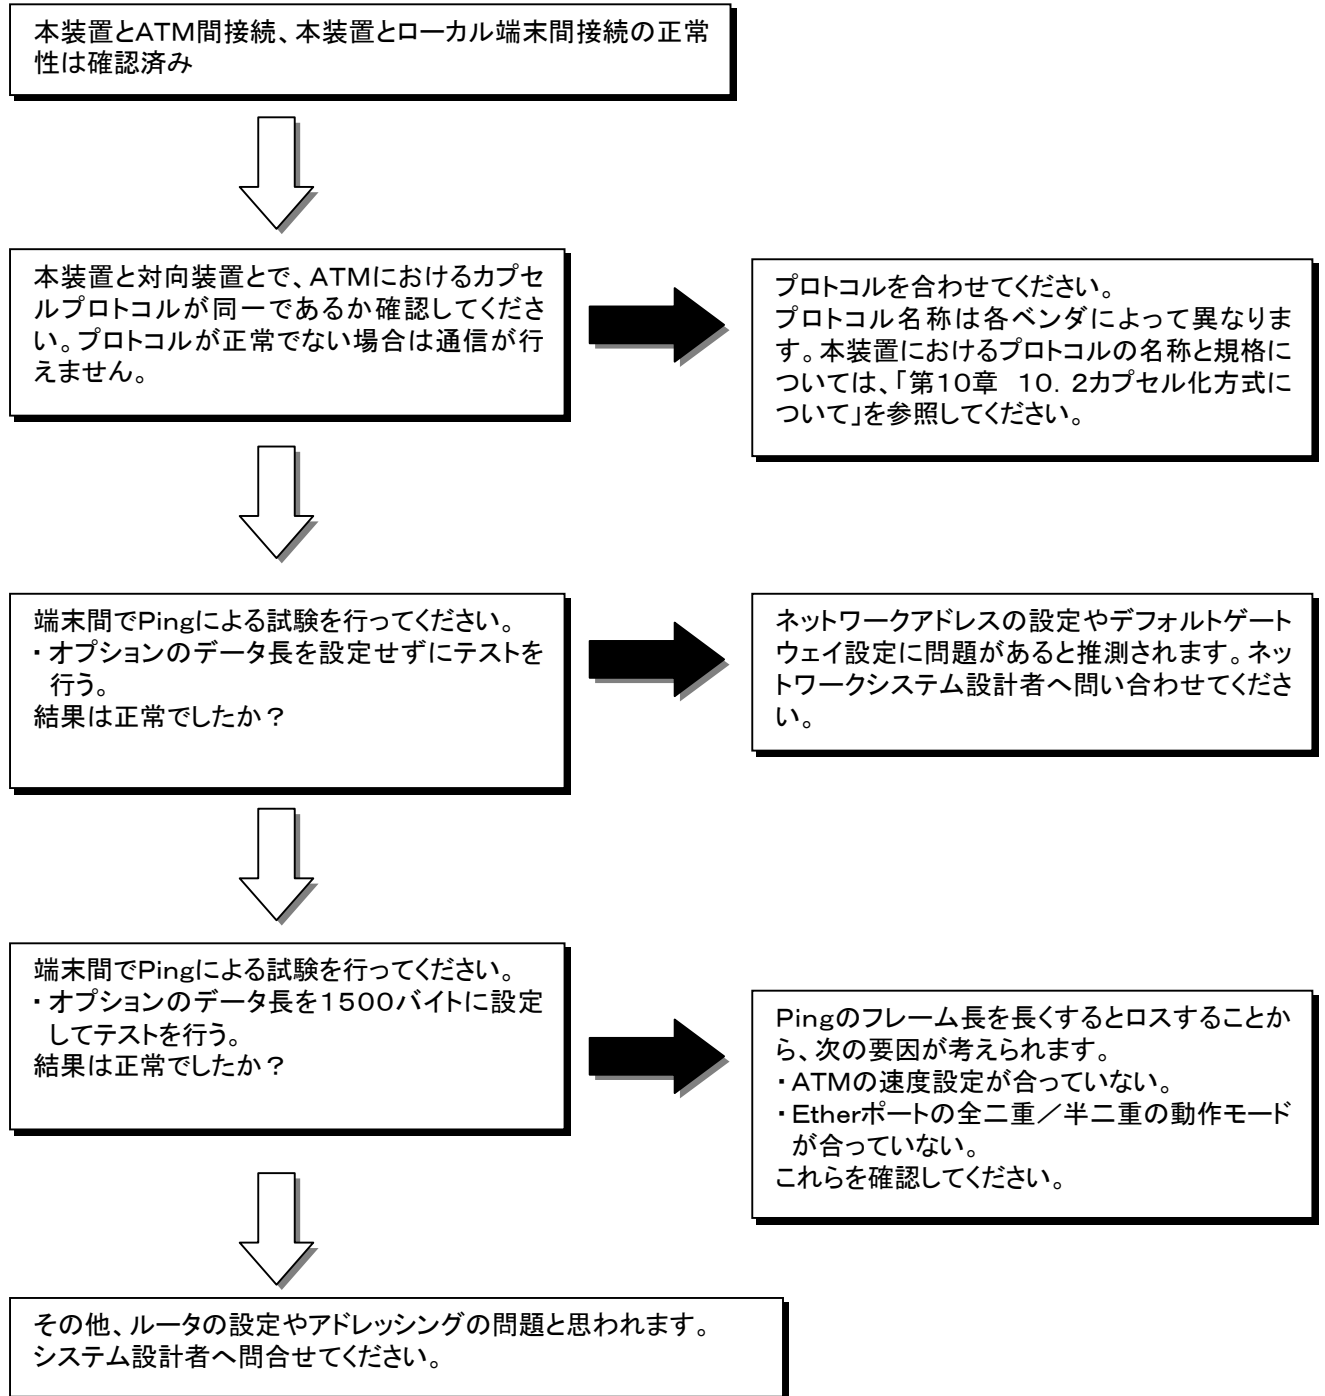 本装置とATM間接続、本装置とローカル端末間接続の正常
性は確認済み
本装置と対向装置とで、ATMにおけるカプセ
ルプロトコルが同一であるか確認してくださ
い。プロトコルが正常でない場合は通信が行
えません。
プロトコルを合わせてください。
プロトコル名称は各ベンダによって異なりま
す。本装置におけるプロトコルの名称と規格に
ついては、「第10章　10．2カプセル化方式に
ついて」を参照してください。
端末間でPingによる試験を行ってください。
・オプションのデータ長を設定せずにテストを
行う。
結果は正常でしたか？
ネットワークアドレスの設定やデフォルトゲート
ウェイ設定に問題があると推測されます。ネッ
トワークシステム設計者へ問い合わせてくださ
い。
端末間でPingによる試験を行ってください。
・オプションのデータ長を1500バイトに設定
してテストを行う。
結果は正常でしたか？
Pingのフレーム長を長くするとロスすることか
ら、次の要因が考えられます。
・ATMの速度設定が合っていない。
・Etherポートの全二重／半二重の動作モード
が合っていない。
これらを確認してください。
その他、ルータの設定やアドレッシングの問題と思われます。
システム設計者へ問合せてください。